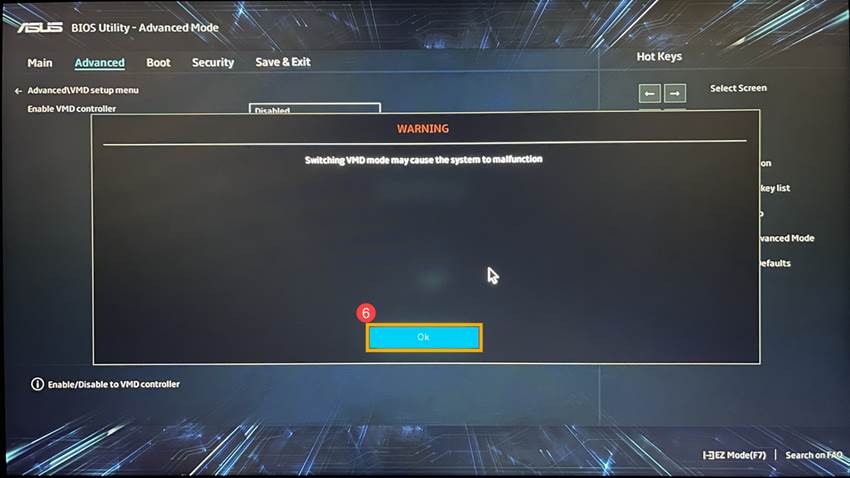 ASUS BIOS Utility - Advanced Mode
Main Advanced Boot Security Save & Exit
Hot Keys
← Advanced\VMD setup menu
← → Select Screen
Enable VMD controller Disabled
WARNING
Switching VMD mode may cause the system to malfunction
on
key list
vanced Mode
efaults
6
Ok
Enable/Disable to VMD controller
EZ Mode(F7) | Search on FAQ